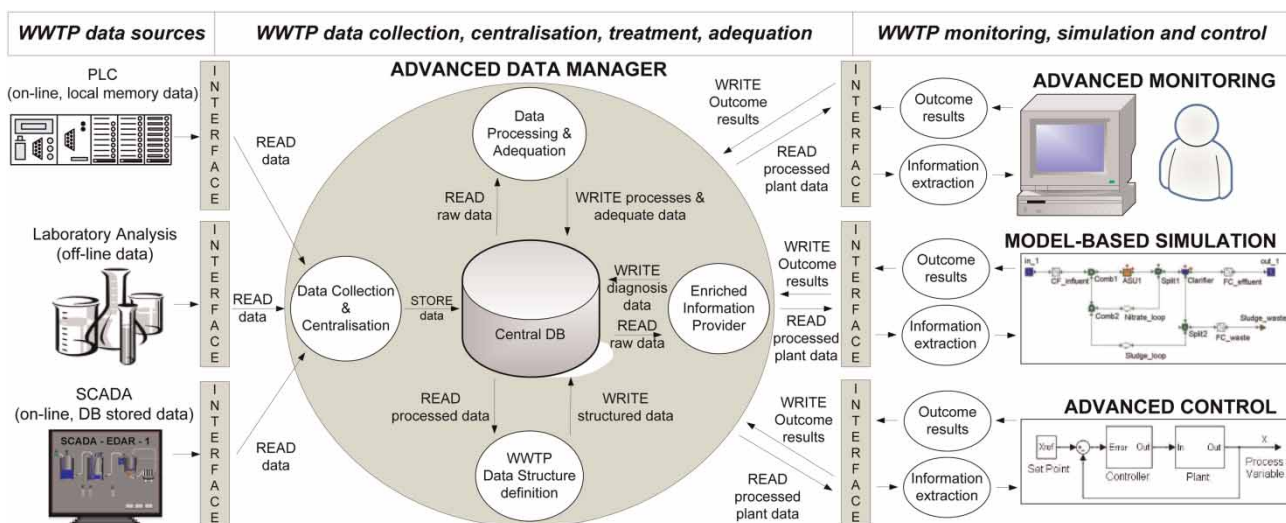 WWTP data sources
WWTP data collection, centralisation, treatment, adequation
WWTP monitoring, simulation and control
PLC
(on-line, local memory data)
INTERFACE
READ
data
Laboratory Analysis
(off-line data)
INTERFACE
READ
data
SCADA
(on-line, DB stored data)
SCADA - EDAR - 1
INTERFACE
READ
data
ADVANCED DATA MANAGER
Data
Processing &
Adequation
READ
raw data
WRITE processes &
adequate data
Data Collection
&
Centralisation
STORE
data
Central DB
WRITE
diagnosis
data
READ
raw data
Enriched
Information
Provider
READ
processed data
WRITE
structured data
WWTP
Data Structure
definition
WRITE
Outcome
results
READ
processed
plant data
WRITE
Outcome
results
READ
processed
plant data
WRITE
Outcome
results
READ
processed
plant data
INTERFACE
Outcome
results
Information
extraction
ADVANCED MONITORING
INTERFACE
Outcome
results
Information
extraction
MODEL-BASED SIMULATION
in_1
out_1
CF_influent
Comb1
ASU1
Split1
Clarifier
FC_effluent
Comb2
Nitrate_loop
Sludge_waste
Split2
FC_waste
Sludge_loop
INTERFACE
Outcome
results
Information
extraction
ADVANCED CONTROL
Xref
Set Point
Error
Out
Controller
In
Out
Plant
X
Process
Variable